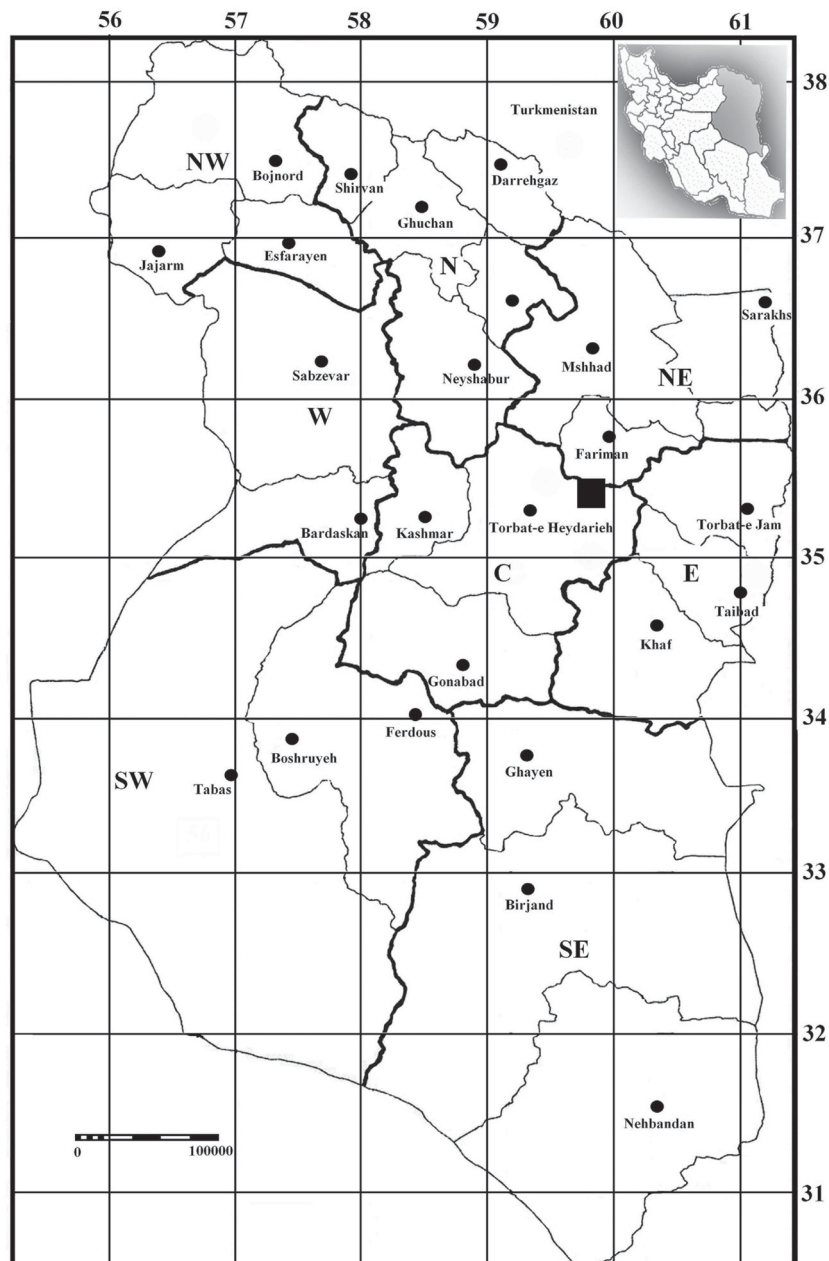 56 57 58 59 60 61
38
Turkmenistan
NW
Bojnord
Shirvan
Darrehgaz
Ghuchan
37
Jajarm
Esfarayen
N
Sarakhs
Sabzevar
Neyshabur
Mshhad
NE
36
W
Fariman
Bardaskan
Kashmar
Torbat-e Heydarieh
Torbat-e Jam
35
C
E
Taibad
Khaf
Gonabad
34
Ferdous
Boshruyeh
Ghayen
SW
Tabas
33
Birjand
SE
32
Nehbandan
0 100000
31